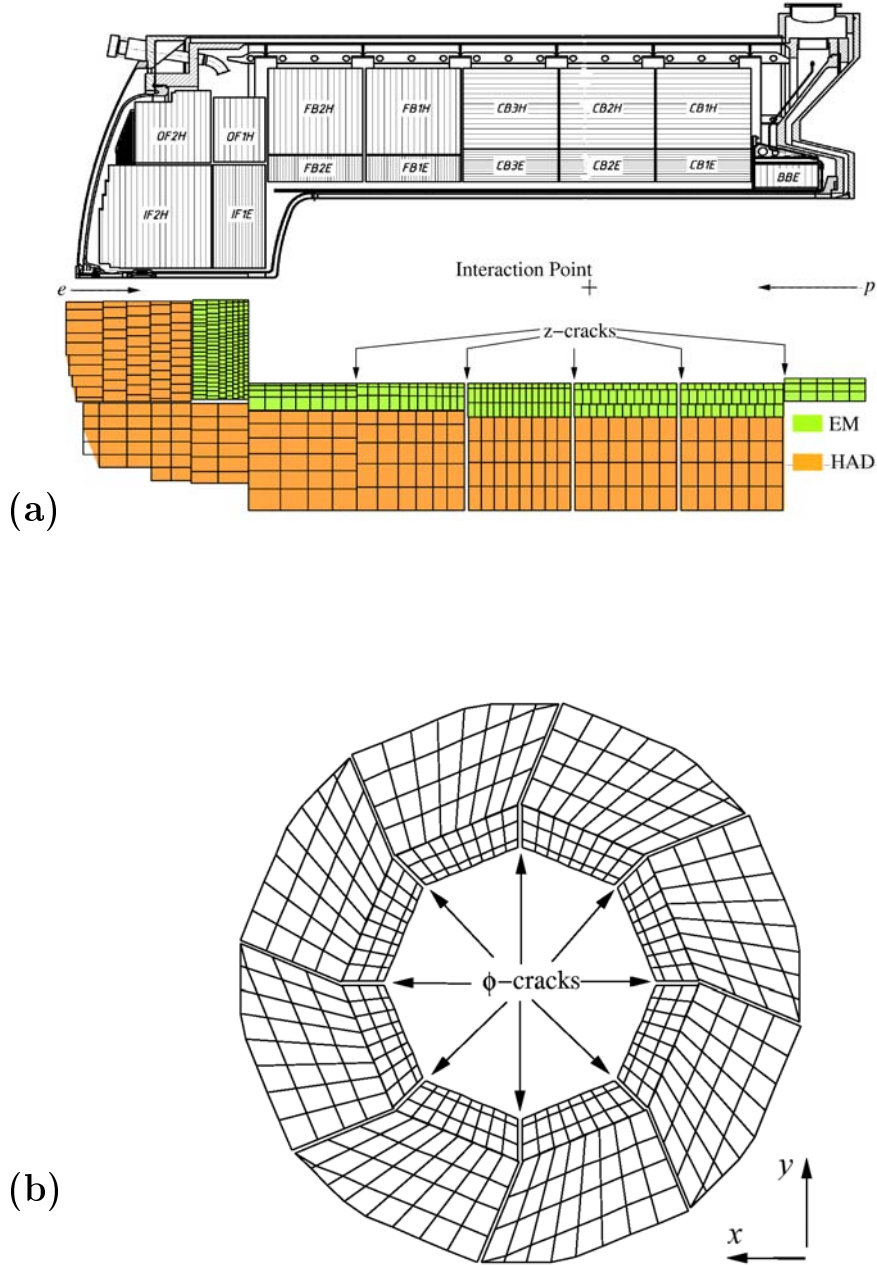 OF2H
OF1H
FB2H
FB1H
CB3H
CB2H
CB1H
FB2E
FB1E
CB3E
CB2E
CB1E
BBE
IF2H
IF1E
Interaction Point
e
p
z-cracks
EM
HAD
(a)
ϕ-cracks
(b)
y
x